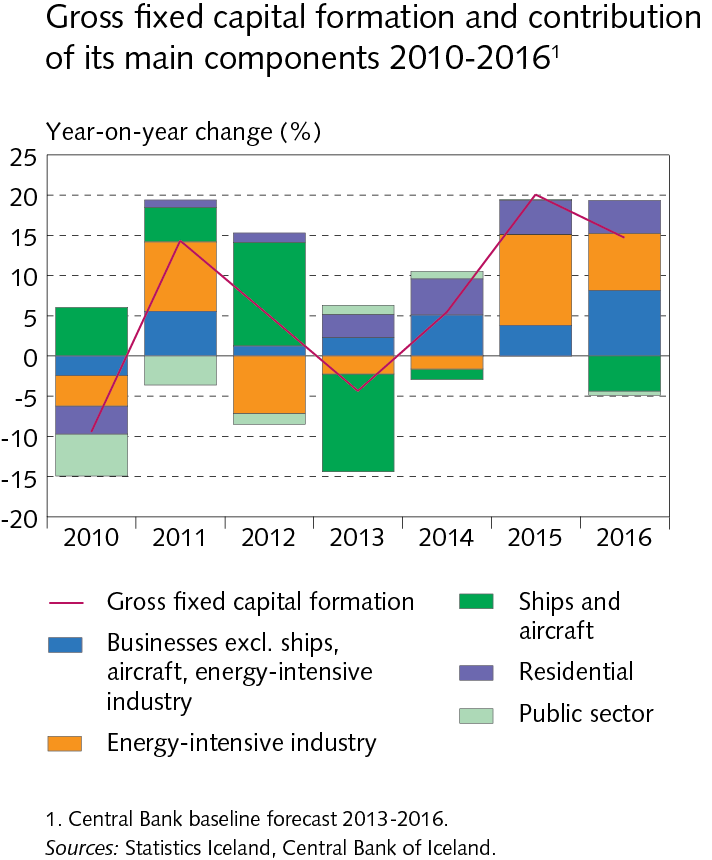 Gross fixed capital formation and contribution
of its main components 2010-2016¹
Year-on-year change (%)
25
20
15
10
5
0
-5
-10
-15
-20
2010 2011 2012 2013 2014 2015 2016
Gross fixed capital formation
Businesses excl. ships,
aircraft, energy-intensive
industry
Energy-intensive industry
Ships and
aircraft
Residential
Public sector
1. Central Bank baseline forecast 2013-2016.
Sources: Statistics Iceland, Central Bank of Iceland.